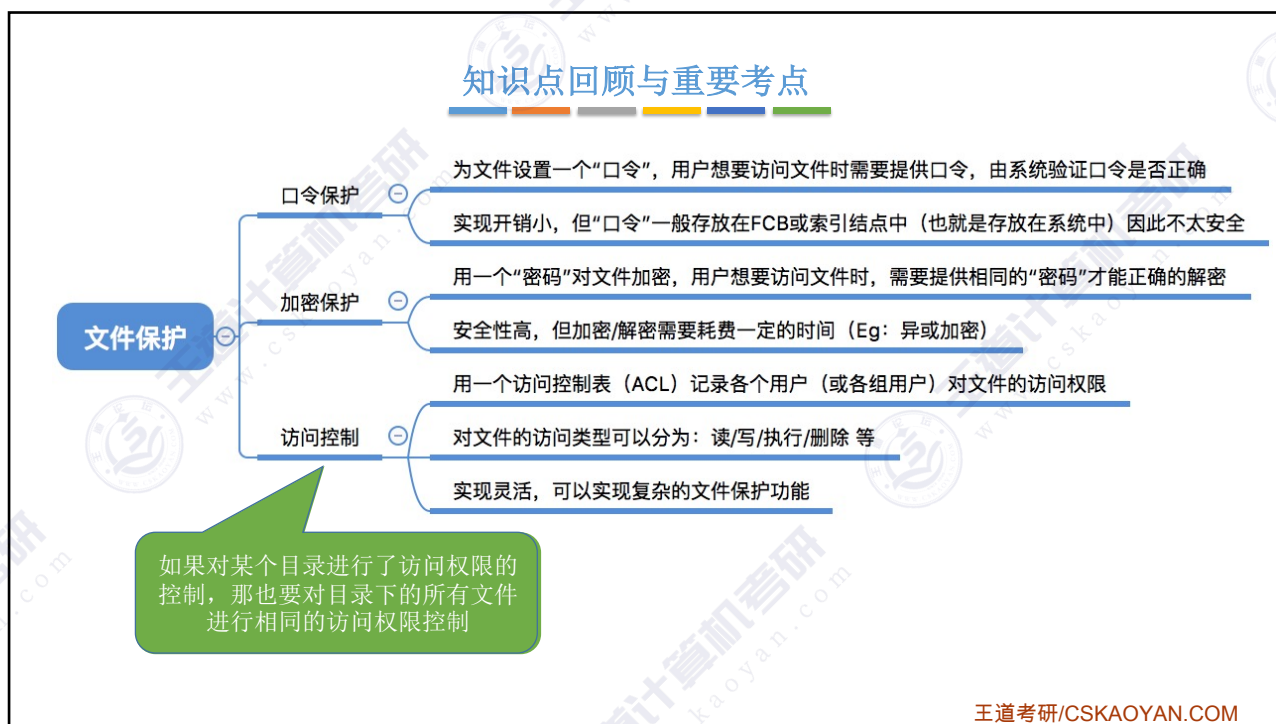 知识点回顾与重要考点
文件保护
口令保护
为文件设置一个“口令”，用户想要访问文件时需要提供口令，由系统验证口令是否正确
实现开销小，但“口令”一般存放在FCB或索引结点中（也就是存放在系统中）因此不太安全
加密保护
用一个“密码”对文件加密，用户想要访问文件时，需要提供相同的“密码”才能正确的解密
安全性高，但加密/解密需要耗费一定的时间（Eg：异或加密）
访问控制
用一个访问控制表（ACL）记录各个用户（或各组用户）对文件的访问权限
对文件的访问类型可以分为：读/写/执行/删除 等
实现灵活，可以实现复杂的文件保护功能
如果对某个目录进行了访问权限的
控制，那也要对目录下的所有文件
进行相同的访问权限控制
王道考研/CSKAOYAN.COM
王道计算机考研
www.cskaoyan.com